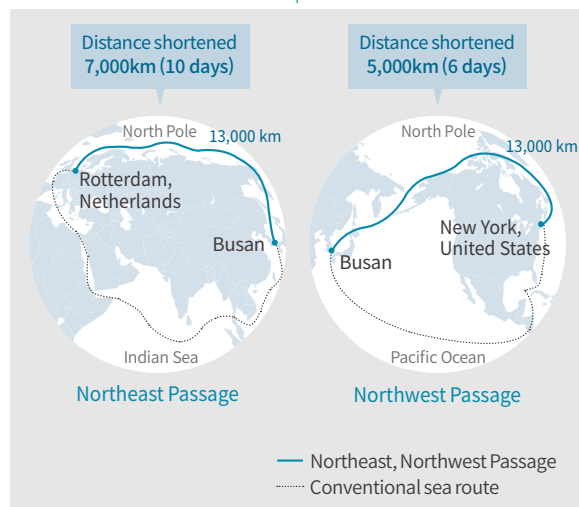 Distance shortened
7,000km (10 days)
North Pole
13,000 km
Rotterdam,
Netherlands
Busan
Indian Sea
Northeast Passage
Distance shortened
5,000km (6 days)
North Pole
13,000 km
New York,
United States
Busan
Pacific Ocean
Northwest Passage
Northeast, Northwest Passage
Conventional sea route